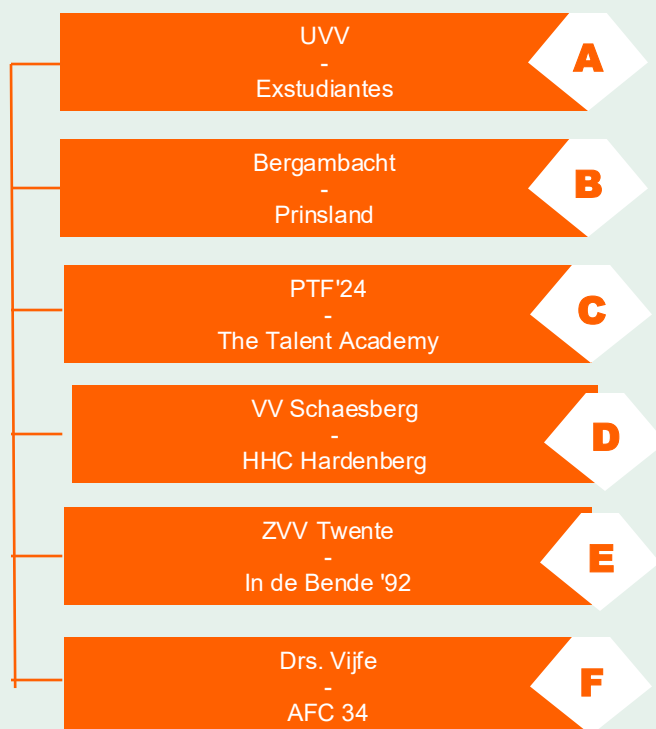 UVV
-
Exstudiantes
A
Bergambacht
-
Prinsland
B
PTF'24
-
The Talent Academy
C
VV Schaesberg
-
HHC Hardenberg
D
ZVV Twente
-
In de Bende '92
E
Drs. Vijfe
-
AFC 34
F